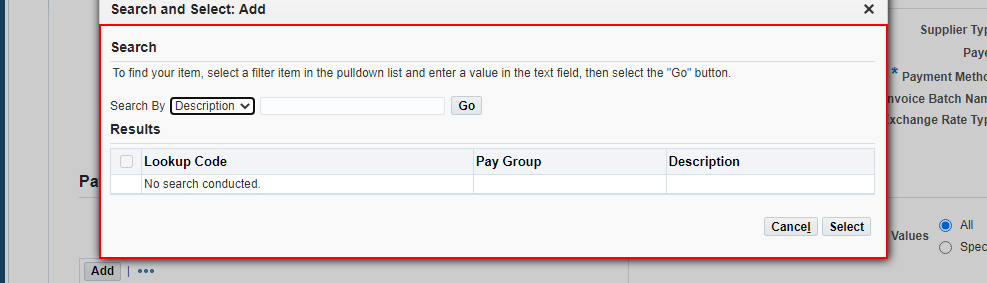 Search and Select: Add
Supplier Typ
Search
Paye
To find your item, select a filter item in the pulldown list and enter a value in the text field, then select the "Go" button.
* Payment Metho
Search By Description Go
nvoice Batch Nam
Results
xchange Rate Typ
Lookup Code Pay Group Description
No search conducted.
Pa
Cancel Select
Values All
Spec
Add | •••